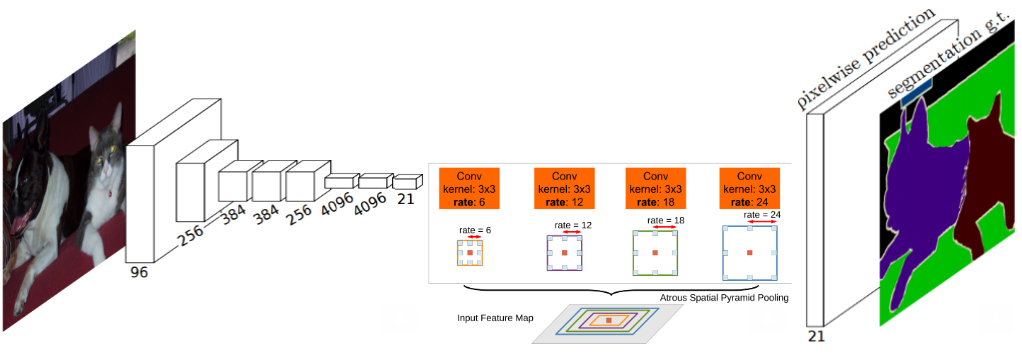 96
256
384
384
256
4096
4096
21
Conv
kernel: 3x3
rate: 6
Conv
kernel: 3x3
rate: 12
Conv
kernel: 3x3
rate: 18
Conv
kernel: 3x3
rate: 24
rate = 6
rate = 12
rate = 18
rate = 24
Atrous Spatial Pyramid Pooling
Input Feature Map
pixelwise prediction
segmentation g.t.
21